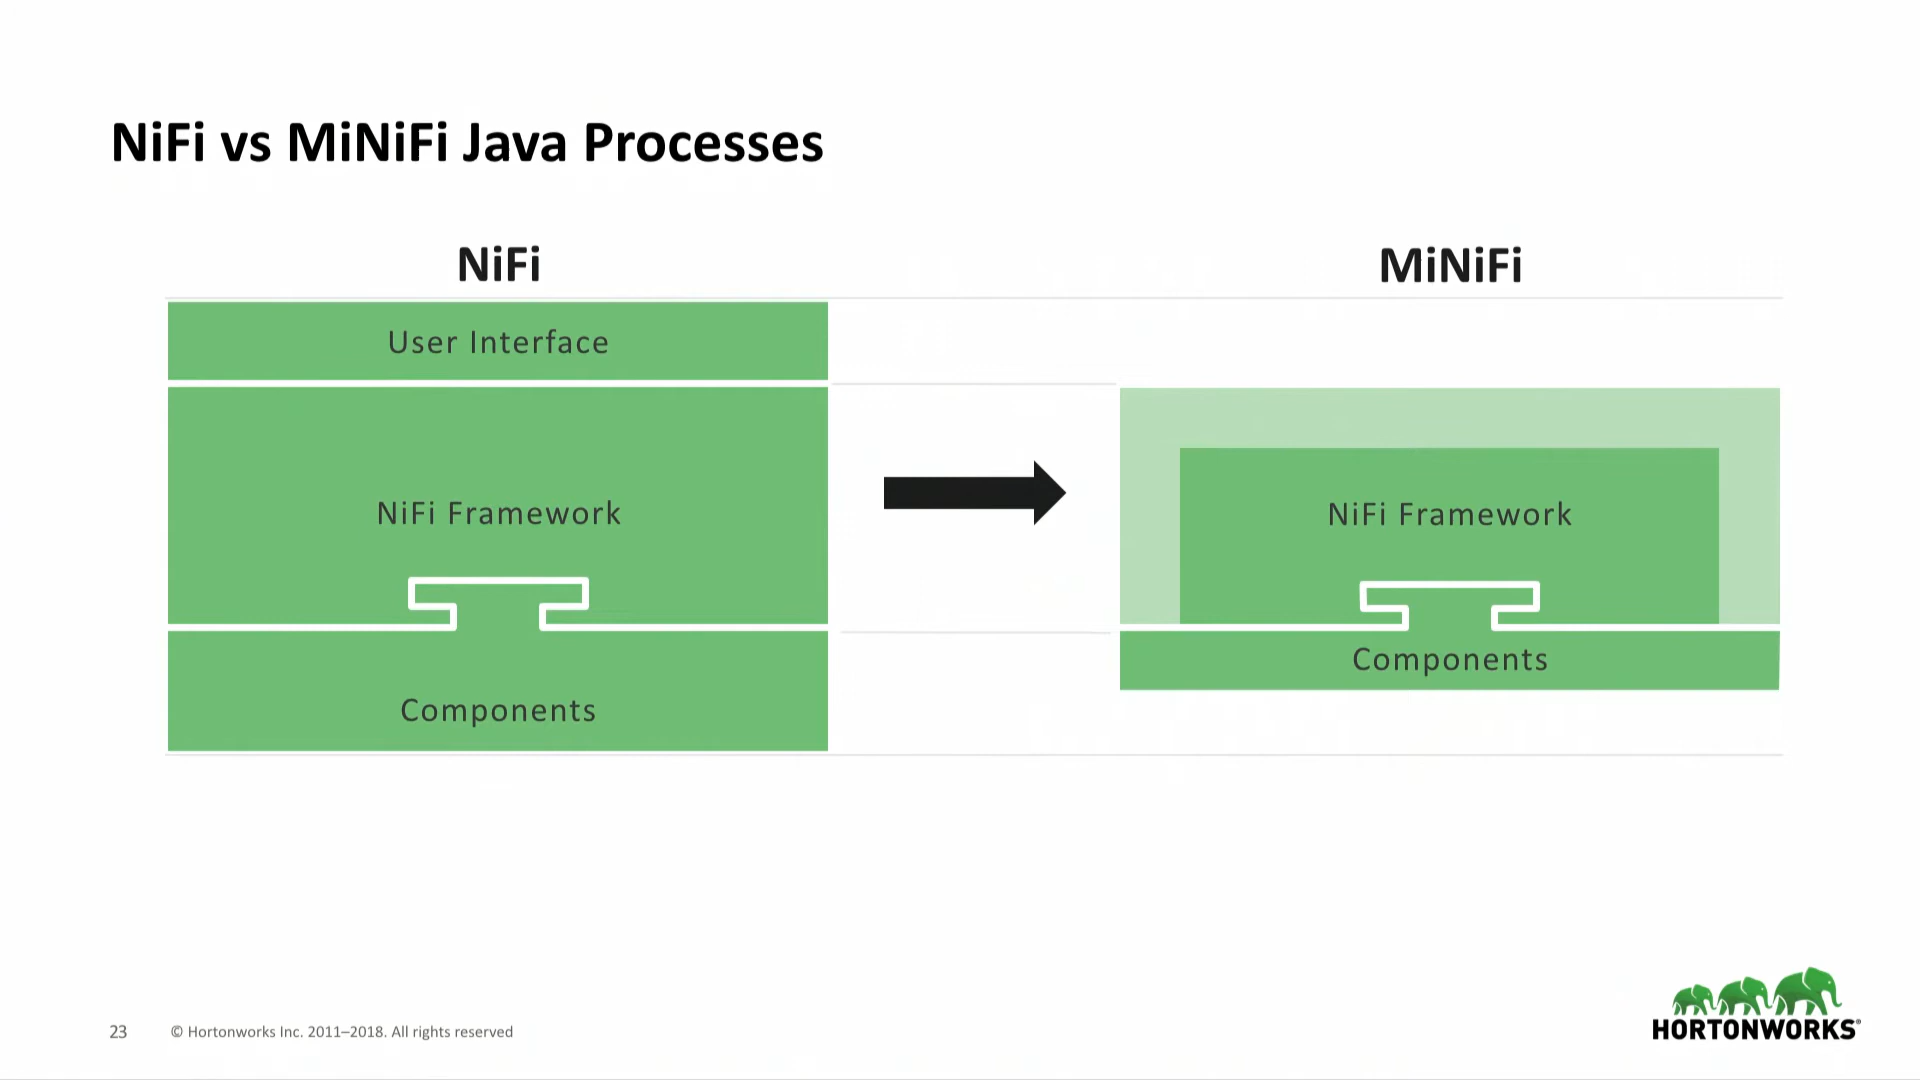 NiFi vs MiNiFi Java Processes
NiFi
MiNiFi
User Interface
NiFi Framework
NiFi Framework
Components
Components
23
© Hortonworks Inc. 2011–2018. All rights reserved
HORTONWORKS®